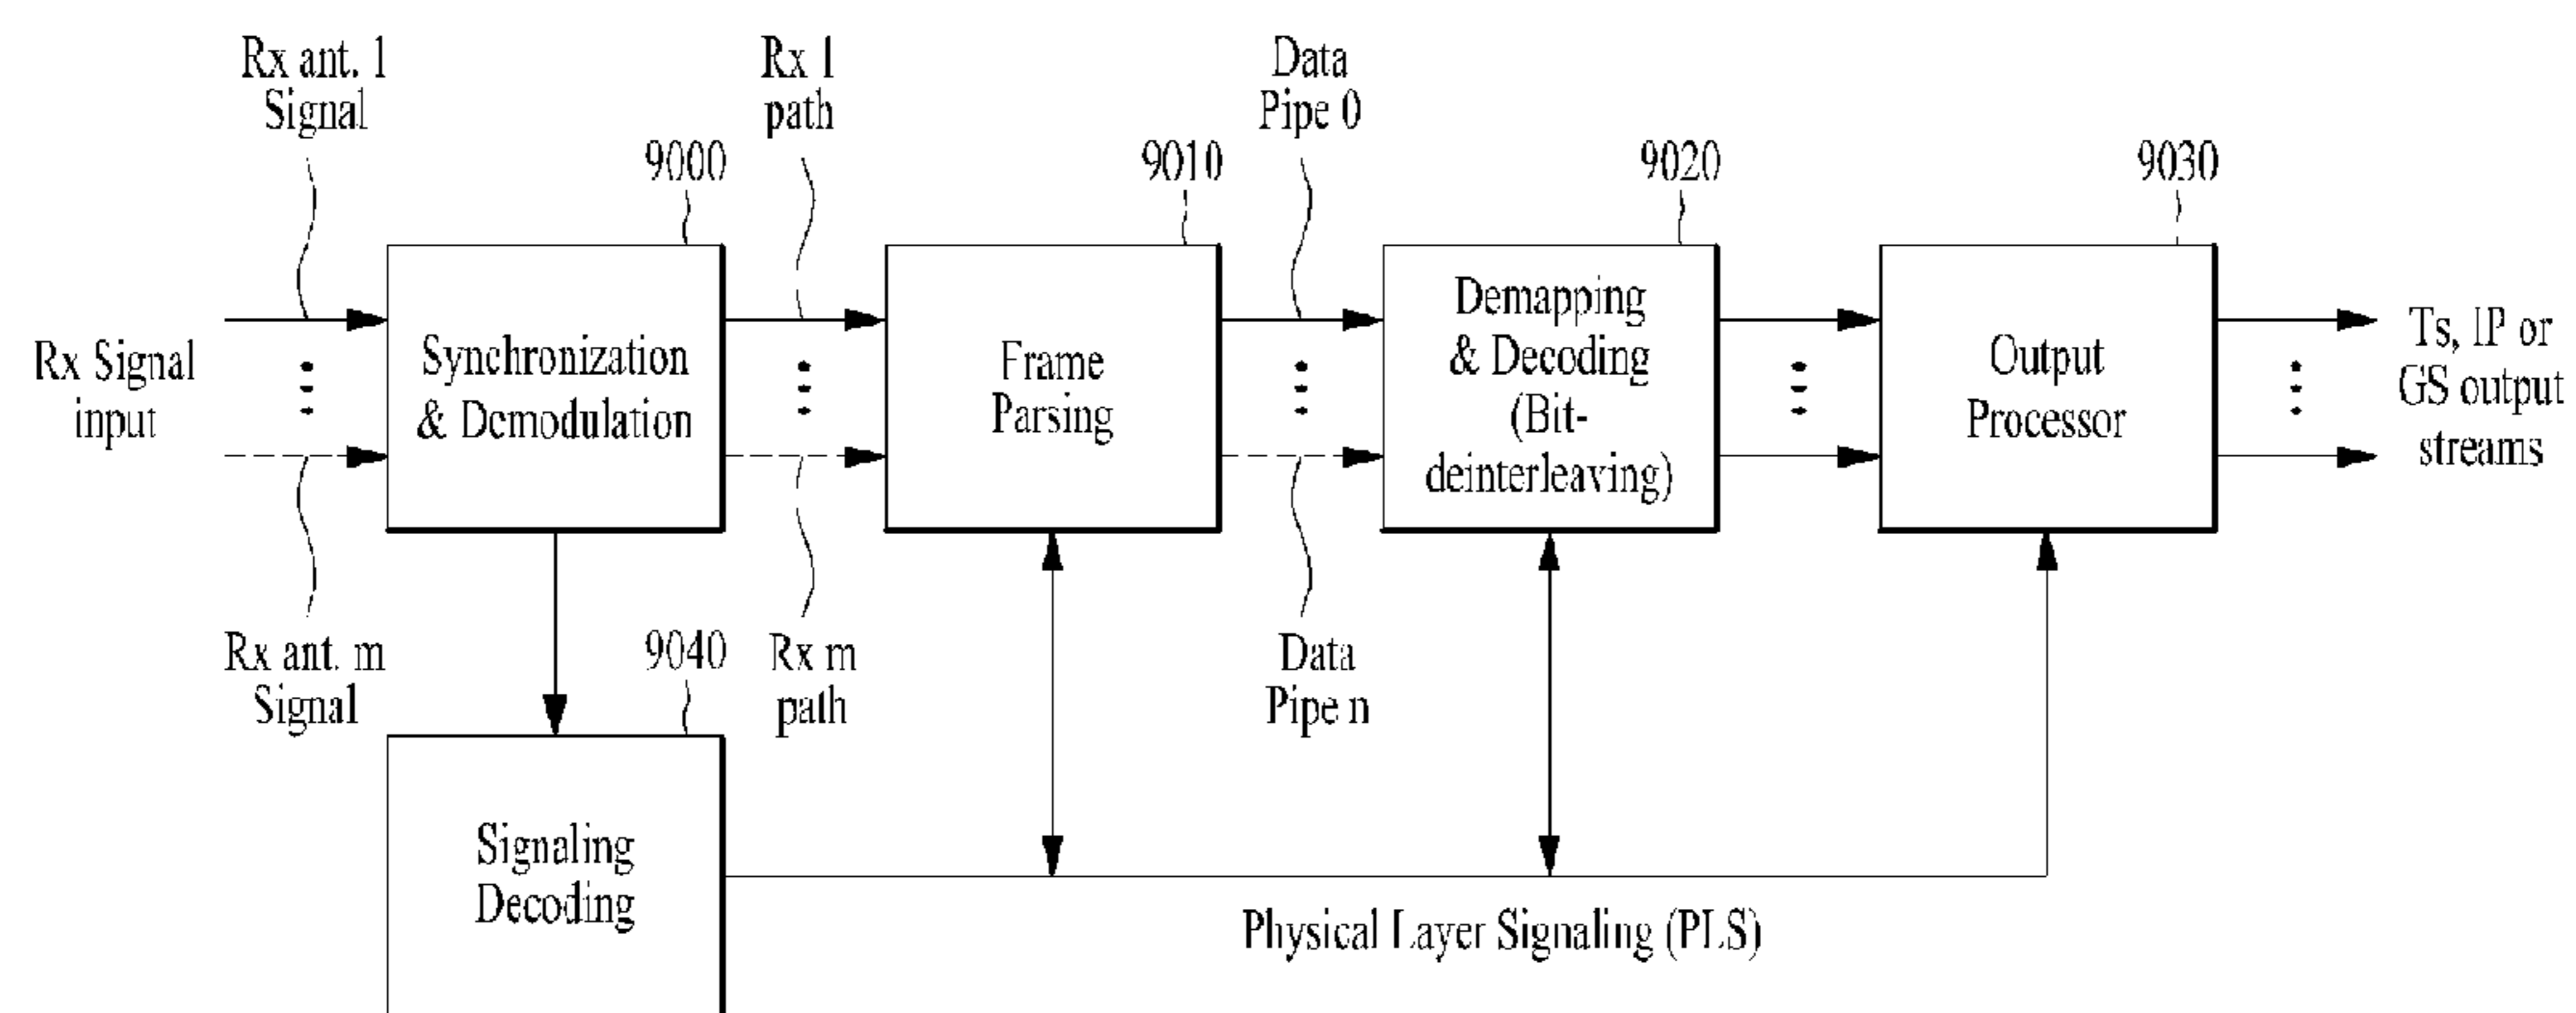 Rx ant. 1
Signal
Rx 1
path
Data
Pipe 0
9000
9010
9020
9030
Rx Signal
input
Synchronization
& Demodulation
Frame
Parsing
Demapping
& Decoding
(Bit-
deinterleaving)
Output
Processor
Ts, IP or
GS output
streams
Rx ant. m
Signal
9040
Rx m
path
Data
Pipe n
Signaling
Decoding
Physical Layer Signaling (PLS)